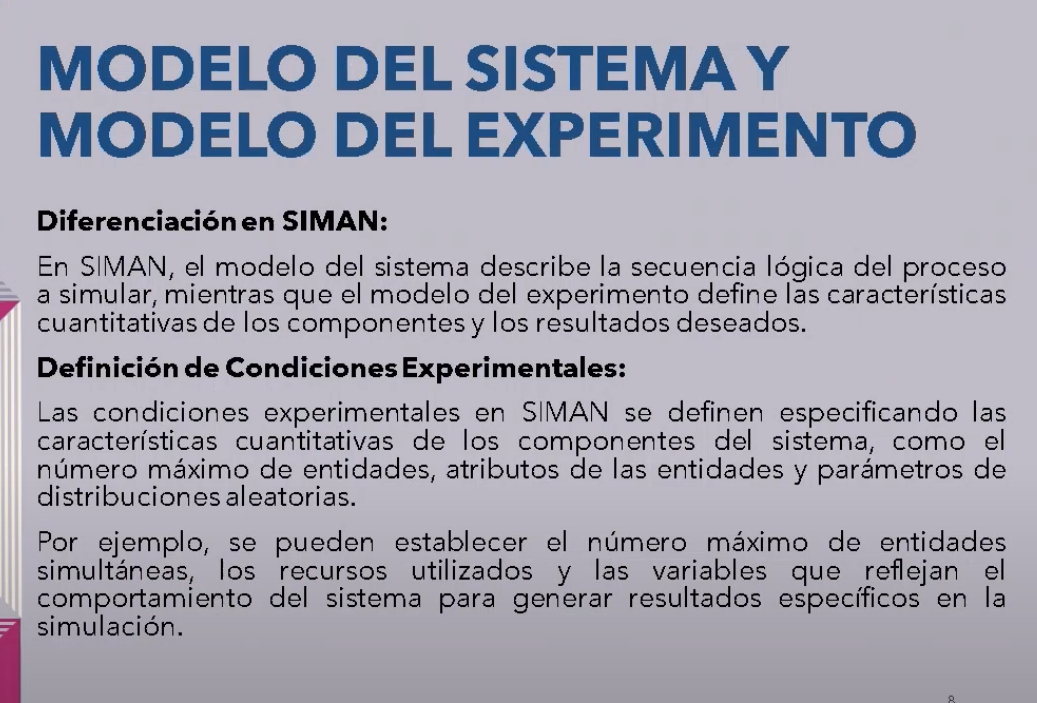 MODELO DEL SISTEMA Y
MODELO DEL EXPERIMENTO
Diferenciación en SIMAN:
En SIMAN, el modelo del sistema describe la secuencia lógica del proceso
a simular, mientras que el modelo del experimento define las características
cuantitativas de los componentes y los resultados deseados.
Definición de Condiciones Experimentales:
Las condiciones experimentales en SIMAN se definen especificando las
características cuantitativas de los componentes del sistema, como el
número máximo de entidades, atributos de las entidades y parámetros de
distribuciones aleatorias.
Por ejemplo, se pueden establecer el número máximo de entidades
simultáneas, los recursos utilizados y las variables que reflejan el
comportamiento del sistema para generar resultados específicos en la
simulación.
8